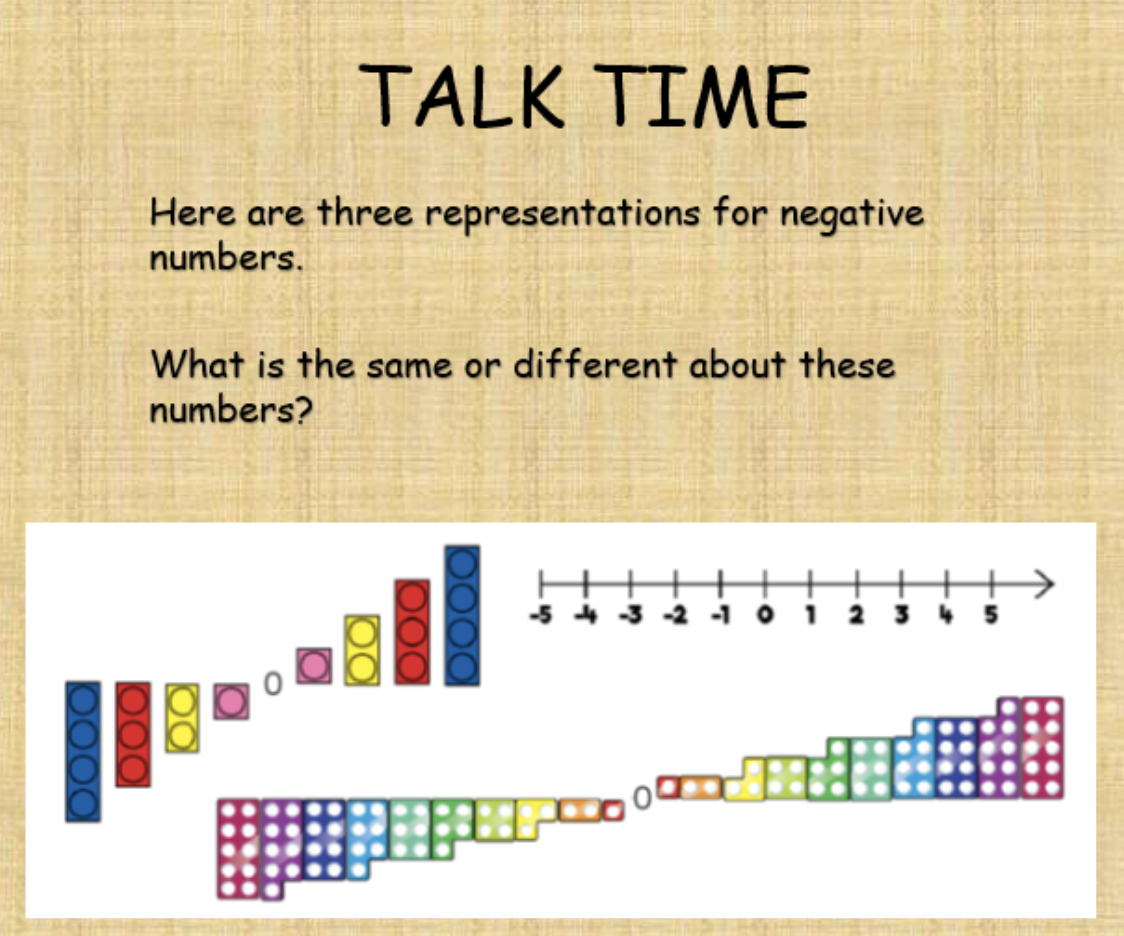 TALK TIME
Here are three representations for negative
numbers.
What is the same or different about these
numbers?
0
-5 -4 -3 -2 -1 0 1 2 3 4 5
0